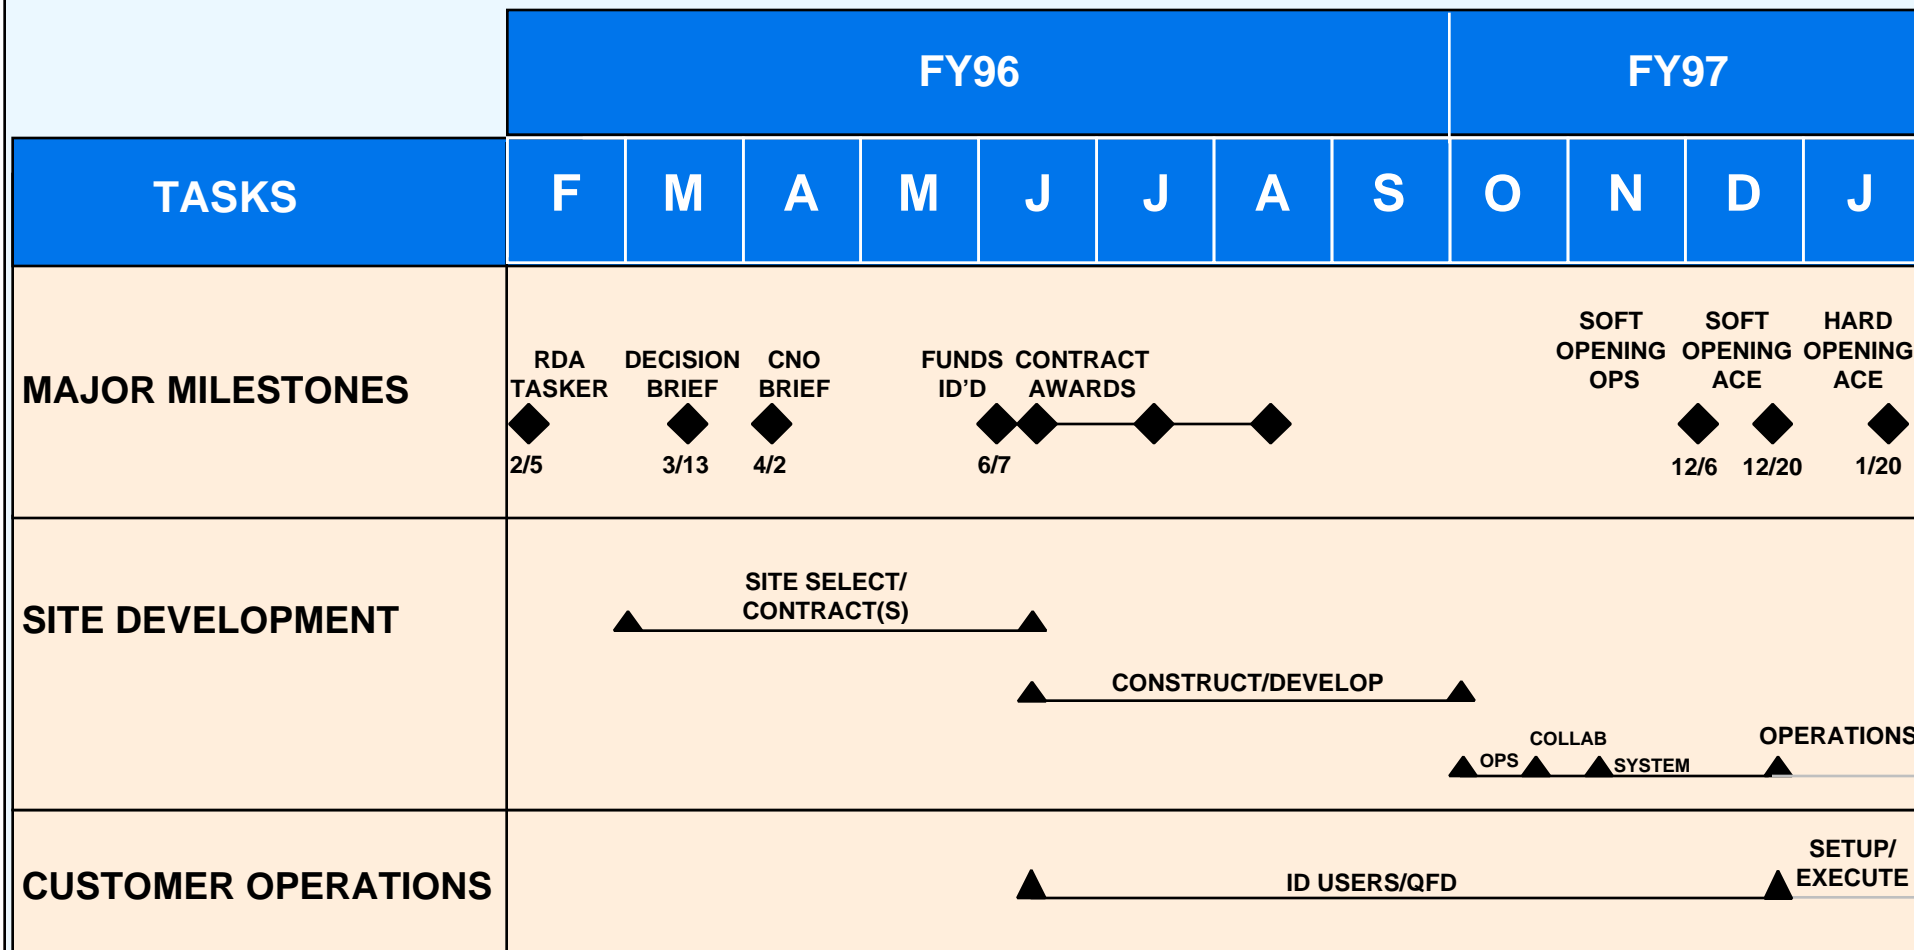 FY96 FY97
TASKS F M A M J J A S O N D J
MAJOR MILESTONES
RDA
TASKER
2/5
DECISION
BRIEF
3/13
CNO
BRIEF
4/2
FUNDS
ID’D
6/7
CONTRACT
AWARDS
SOFT
OPENING
OPS
12/6
SOFT
OPENING
ACE
12/20
HARD
OPENING
ACE
1/20
SITE DEVELOPMENT
SITE SELECT/
CONTRACT(S)
CONSTRUCT/DEVELOP
OPS
COLLAB
SYSTEM
OPERATIONS
CUSTOMER OPERATIONS
ID USERS/QFD
SETUP/
EXECUTE